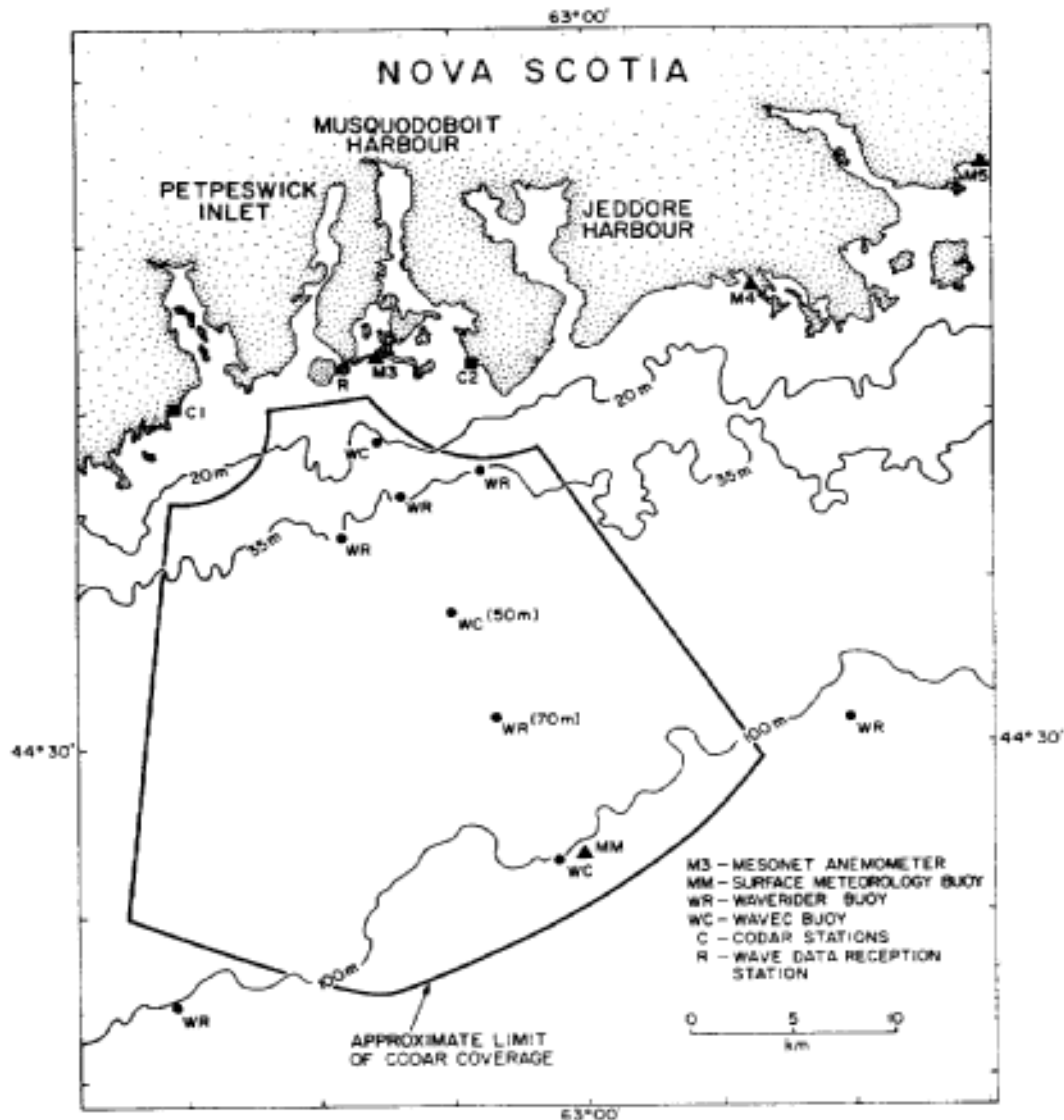 63°00'
NOVA SCOTIA
MUSQUODOBOIT
HARBOUR
PETPESWICK
INLET
JEDDORE
HARBOUR
M5
M4
R
M3
C2
C1
20m
WC
20m
WR
35m
WR
35m
WR
WC (50m)
WR (70m)
100m
WR
44°30'
44°30'
MM
WC
M3 – MESONET ANEMOMETER
MM – SURFACE METEOROLOGY BUOY
WR – WAVERIDER BUOY
WC – WAVEC BUOY
C – CODAR STATIONS
R – WAVE DATA RECEPTION
STATION
100m
WR
APPROXIMATE LIMIT
OF CODAR COVERAGE
0 5 10
km
63°00'